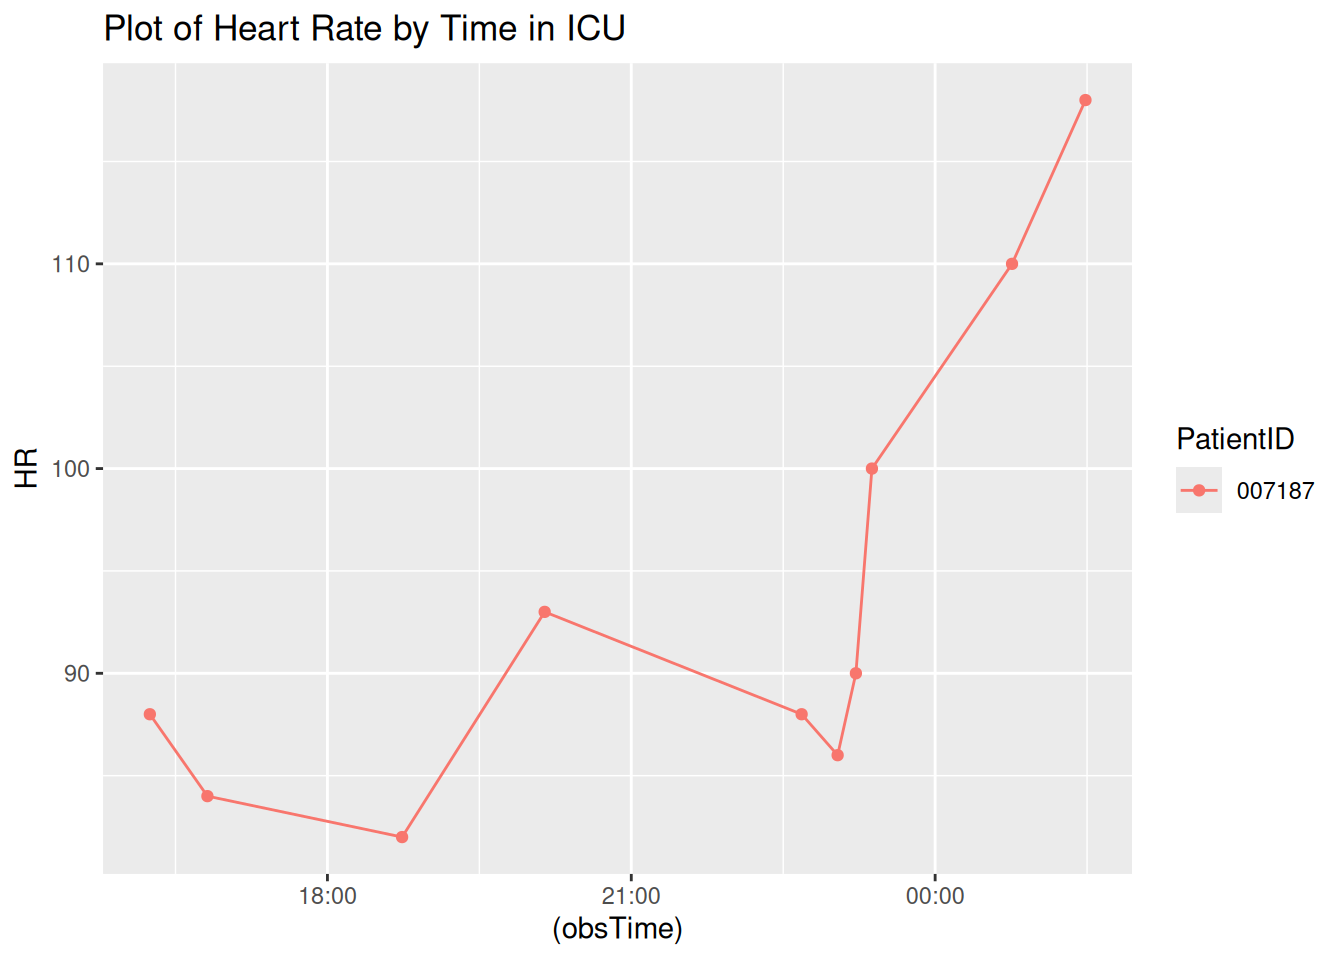 Plot of Heart Rate by Time in ICU
110
100
90
HR
18:00 21:00 00:00
(obsTime)
PatientID
007187